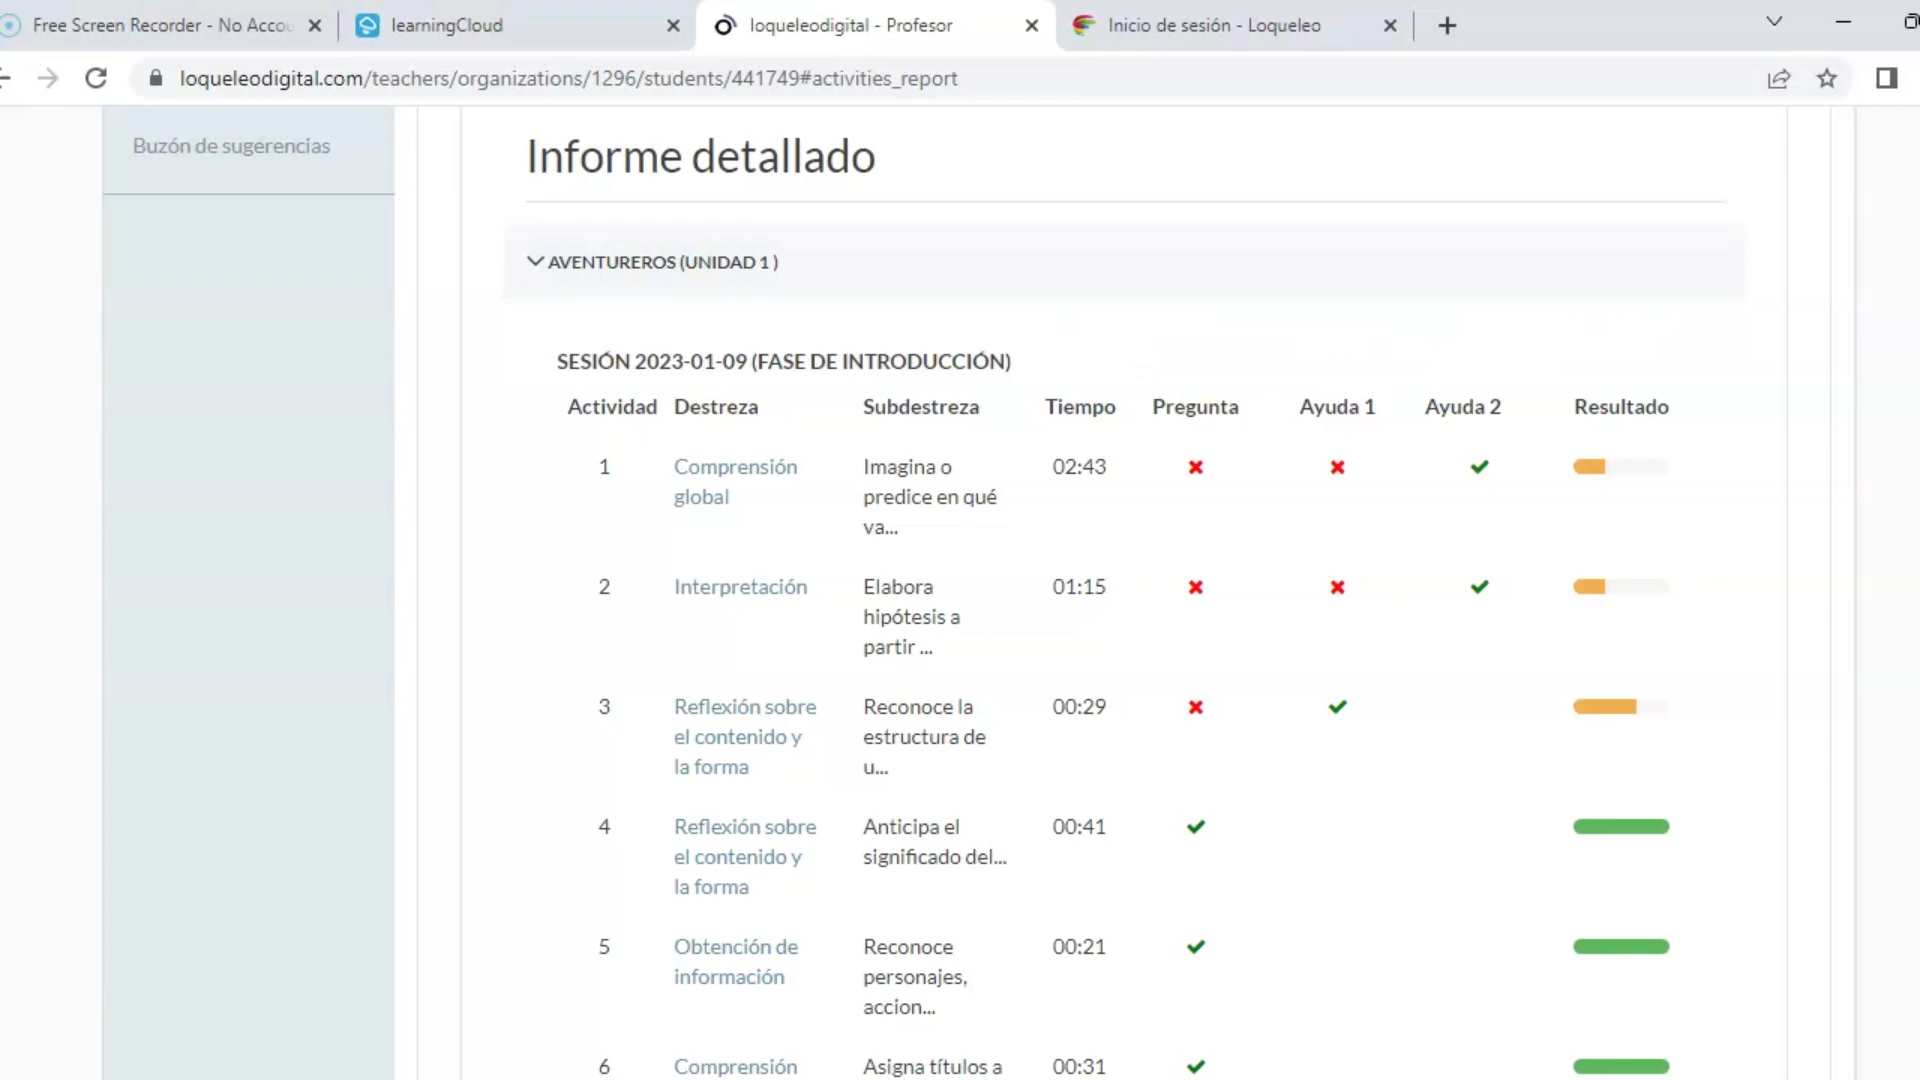 Free Screen Recorder - No Accou
learningCloud
loqueleodigital - Profesor
Inicio de sesión - Loqueleo
loqueleodigital.com/teachers/organizations/1296/students/441749#activities_report
Buzón de sugerencias
Informe detallado
AVENTUREROS (UNIDAD 1 )
SESIÓN 2023-01-09 (FASE DE INTRODUCCIÓN)
Actividad Destreza Subdestreza Tiempo Pregunta Ayuda 1 Ayuda 2 Resultado
1 Comprensión Imagina o 02:43
global predice en qué
va...
2 Interpretación Elabora 01:15
hipótesis a
partir ...
3 Reflexión sobre Reconoce la 00:29
el contenido y estructura de
la forma u...
4 Reflexión sobre Anticipa el 00:41
el contenido y significado del...
la forma
5 Obtención de Reconoce 00:21
información personajes,
accion...
6 Comprensión Asigna títulos a 00:31